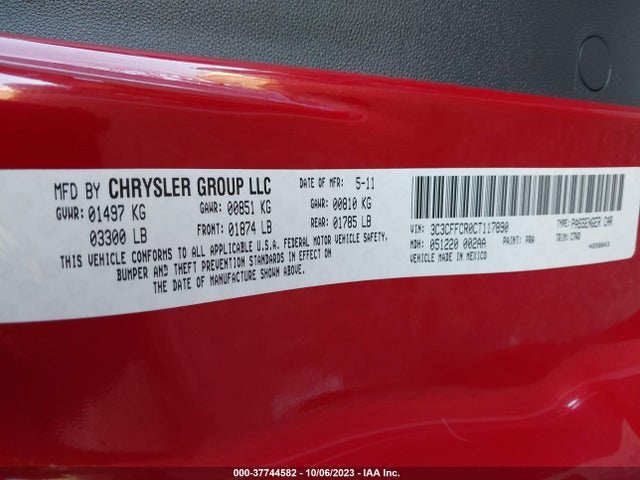 MFD BY CHRYSLER GROUP LLC DATE OF MFR: 5-11
GVWR: 01497 KG GAWR: 00851 KG GAWR: 00810 KG
03300 LB FRONT: 01874 LB REAR: 01785 LB
THIS VEHICLE CONFORMS TO ALL APPLICABLE U.S.A. FEDERAL MOTOR VEHICLE SAFETY,
BUMPER AND THEFT PREVENTION STANDARDS IN EFFECT ON
THE DATE OF MANUFACTURE SHOWN ABOVE.
VIN: 3C3CFFCR0CT117890 TYPE: PASSENGER CAR
MDH: 051220 002AA PAINT: PRA TRIM: CTRD
VEHICLE MADE IN MEXICO
000-37744582 - 10/06/2023 - IAA Inc.